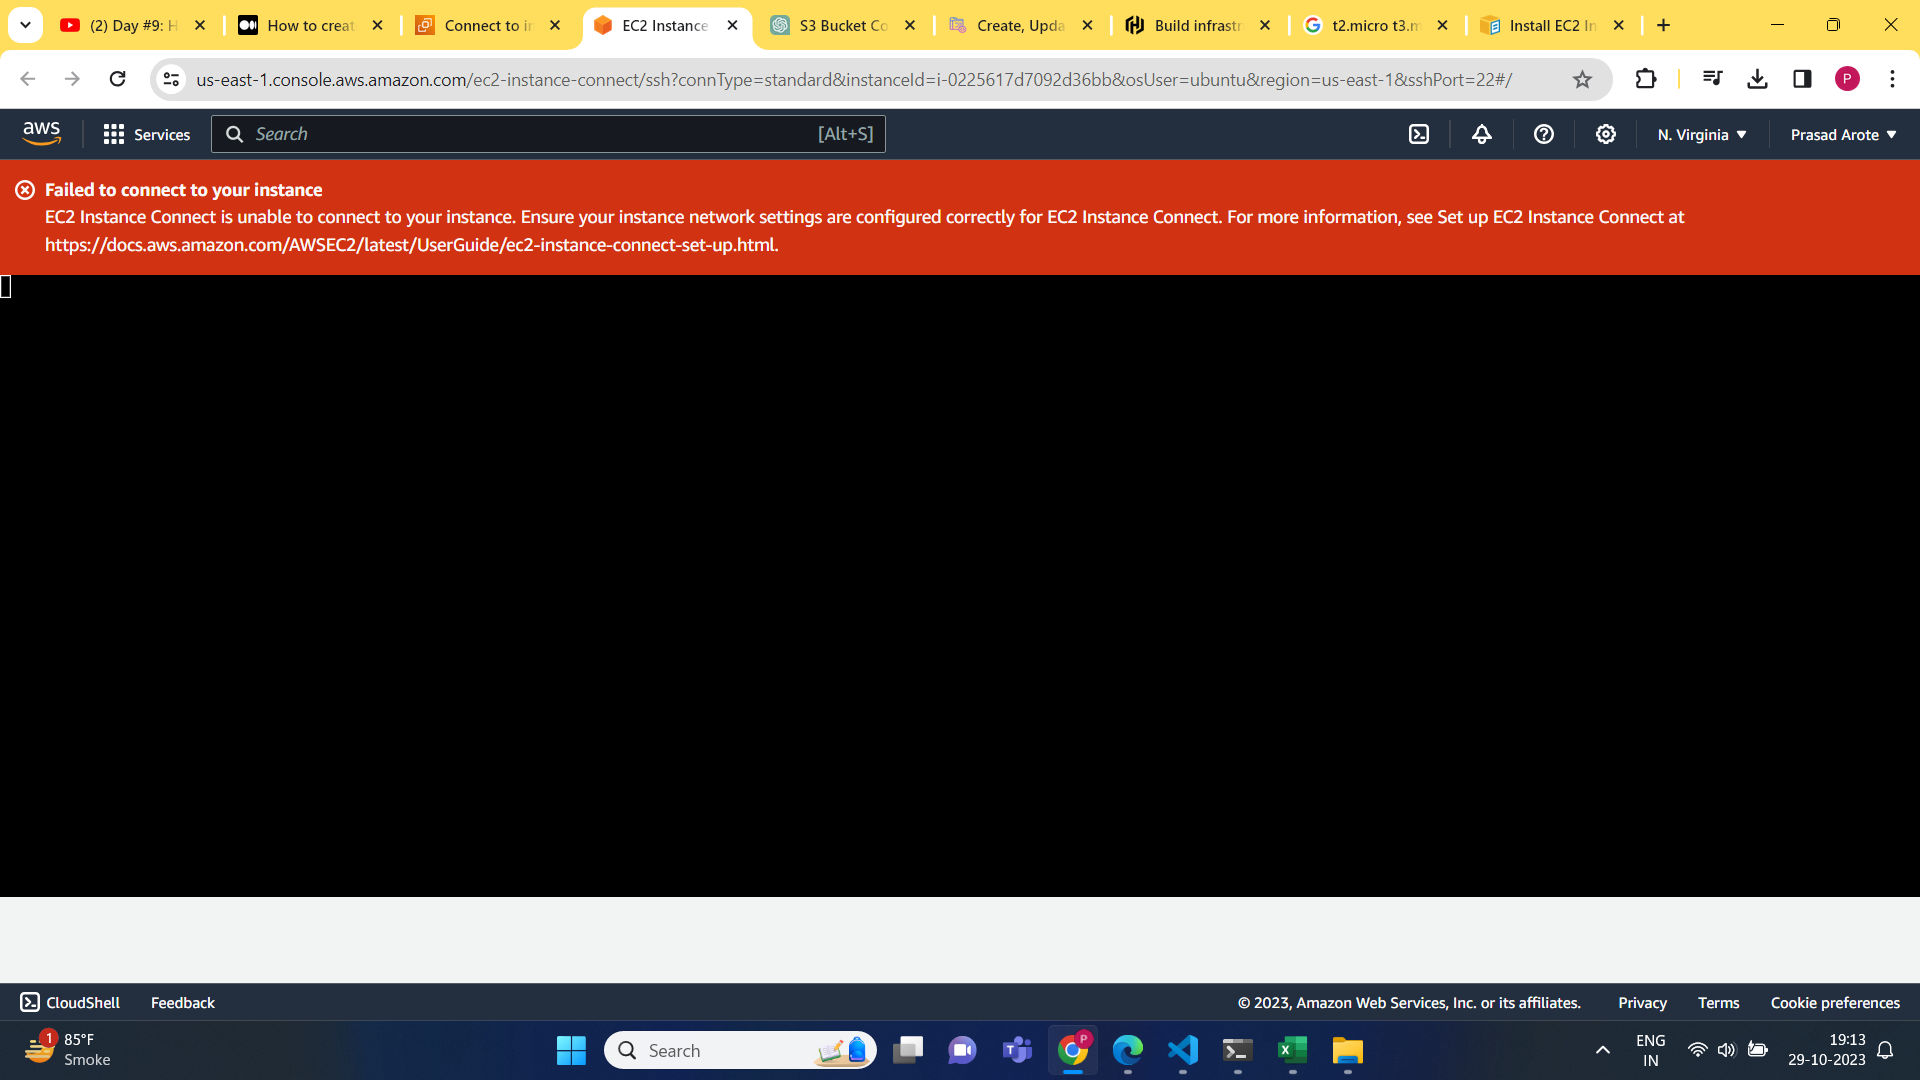 (2) Day #9: H
How to creat
Connect to in
EC2 Instance
S3 Bucket Co
Create, Upda
Build infrastr
t2.micro t3.m
Install EC2 In
us-east-1.console.aws.amazon.com/ec2-instance-connect/ssh?connType=standard&instanceId=i-0225617d7092d36bb&osUser=ubuntu&region=us-east-1&sshPort=22#/
P
aws
Services
Search
[Alt+S]
N. Virginia
Prasad Arote
Failed to connect to your instance
EC2 Instance Connect is unable to connect to your instance. Ensure your instance network settings are configured correctly for EC2 Instance Connect. For more information, see Set up EC2 Instance Connect at
https://docs.aws.amazon.com/AWSEC2/latest/UserGuide/ec2-instance-connect-set-up.html.
CloudShell
Feedback
© 2023, Amazon Web Services, Inc. or its affiliates.
Privacy
Terms
Cookie preferences
1
85°F
Smoke
Search
P
ENG
IN
19:13
29-10-2023